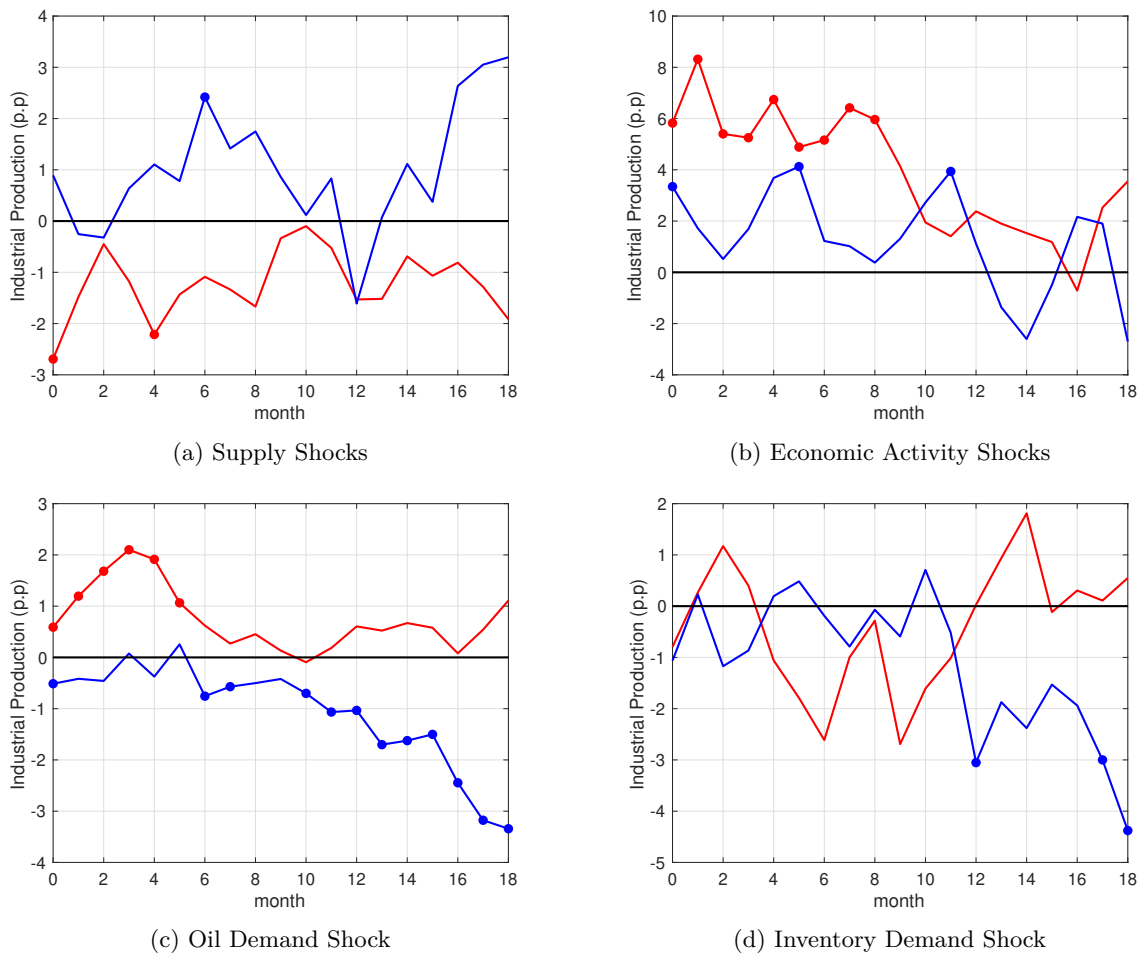 4
3
2
1
0
-1
-2
-3
Industrial Production (p.p)
0 2 4 6 8 10 12 14 16 18
month
(a) Supply Shocks
10
8
6
4
2
0
-2
-4
Industrial Production (p.p)
0 2 4 6 8 10 12 14 16 18
month
(b) Economic Activity Shocks
3
2
1
0
-1
-2
-3
-4
Industrial Production (p.p)
0 2 4 6 8 10 12 14 16 18
month
(c) Oil Demand Shock
2
1
0
-1
-2
-3
-4
-5
Industrial Production (p.p)
0 2 4 6 8 10 12 14 16 18
month
(d) Inventory Demand Shock